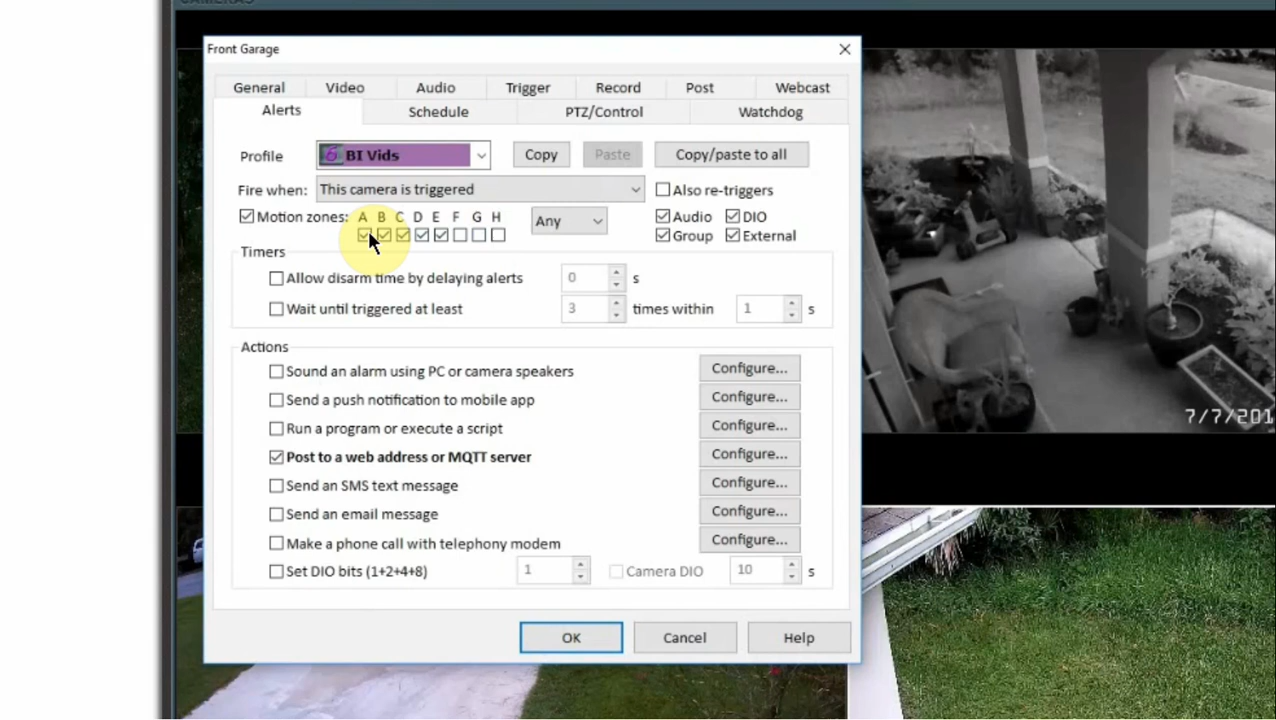 CAMERAS
Front Garage
General Video Audio Trigger Record Post Webcast
Alerts Schedule PTZ/Control Watchdog
Profile 6 BI Vids Copy Paste Copy/paste to all
Fire when: This camera is triggered Also re-triggers
Motion zones: A B C D E F G H Any Audio DIO
Group External
Timers
Allow disarm time by delaying alerts 0 s
Wait until triggered at least 3 times within 1 s
Actions
Sound an alarm using PC or camera speakers Configure...
Send a push notification to mobile app Configure...
Run a program or execute a script Configure...
Post to a web address or MQTT server Configure...
Send an SMS text message Configure...
Send an email message Configure...
Make a phone call with telephony modem Configure...
Set DIO bits (1+2+4+8) 1 Camera DIO 10 s
OK Cancel Help
7/7/201